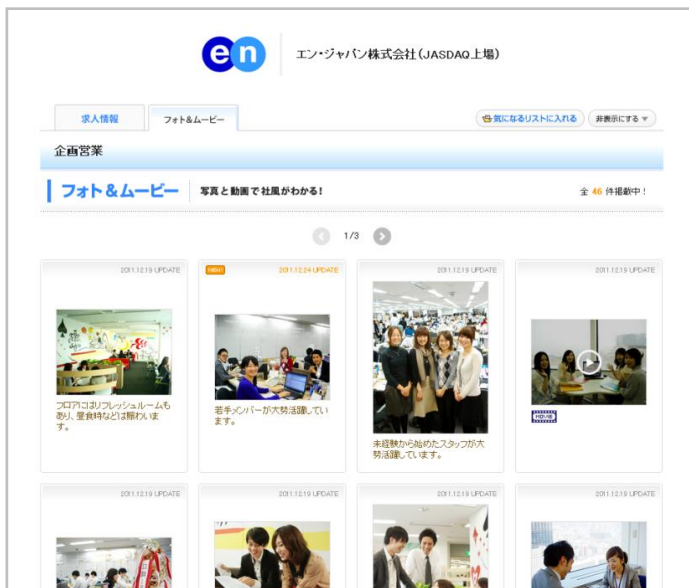 en
エン・ジャパン株式会社(JASDAQ上場)
求人情報
フォト&ムービー
気になるリストに入れる
非表示にする ▼
企画営業
フォト&ムービー
写真と動画で社風がわかる!
全 46 件掲載中!
1/3
2011.12.19 UPDATE
NEW!
2011.12.24 UPDATE
2011.12.19 UPDATE
2011.12.19 UPDATE
フロアにはリフレッシュルームも
あり、昼食時などは賑わいま
す。
若手メンバーが大勢活躍してい
ます。
未経験から始めたスタッフが大
勢活躍しています。
MOVIE
2011.12.19 UPDATE
2011.12.19 UPDATE
2011.12.19 UPDATE
2011.12.19 UPDATE